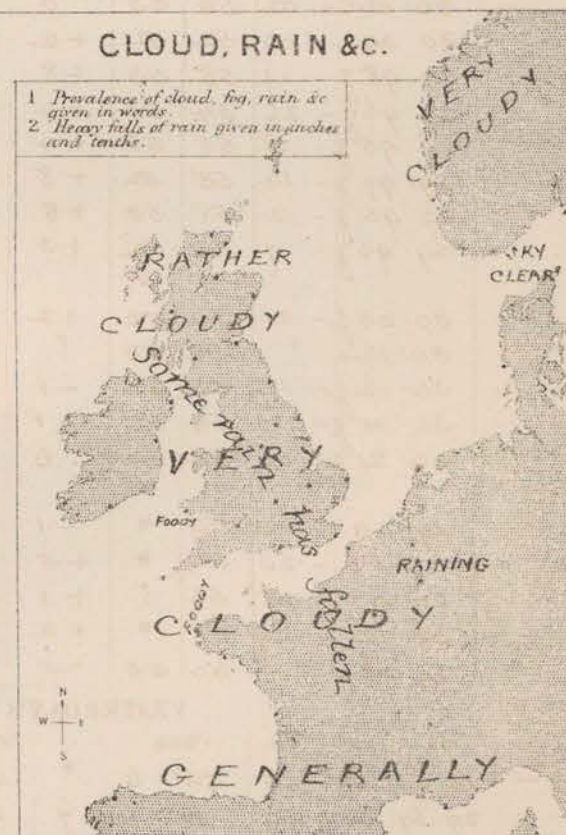 CLOUD, RAIN &c.
1 Prevalence of cloud, fog, rain &c
given in words.
2 Heavy falls of rain given in inches
and tenths.
VERY
CLOUDY
SKY
CLEAR
RATHER
CLOUDY
Some rain has fallen
VERY
FOGGY
RAINING
FOGGY
CLOUDY
N
W E
S
GENERALLY